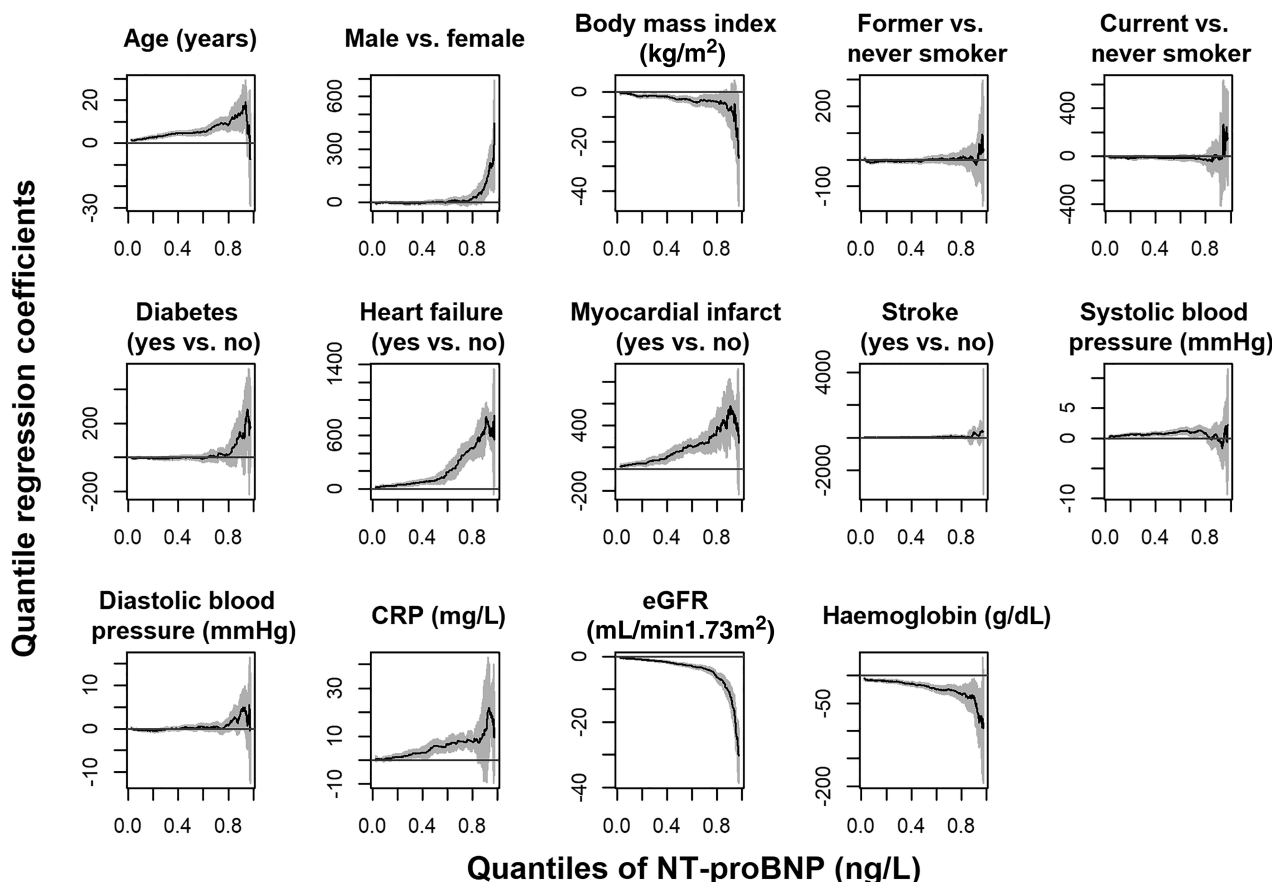 Quantile regression coefficients
Age (years)
20
0
-30
0.0 0.4 0.8
Male vs. female
600
300
0
0.0 0.4 0.8
Body mass index
(kg/m²)
0
-20
-40
0.0 0.4 0.8
Former vs.
never smoker
200
-100
0.0 0.4 0.8
Current vs.
never smoker
400
0
-400
0.0 0.4 0.8
Diabetes
(yes vs. no)
200
-200
0.0 0.4 0.8
Heart failure
(yes vs. no)
1400
600
0
0.0 0.4 0.8
Myocardial infarct
(yes vs. no)
400
-200
0.0 0.4 0.8
Stroke
(yes vs. no)
4000
-2000
0.0 0.4 0.8
Systolic blood
pressure (mmHg)
5
0
-10
0.0 0.4 0.8
Diastolic blood
pressure (mmHg)
10
0
-10
0.0 0.4 0.8
CRP (mg/L)
30
10
-10
0.0 0.4 0.8
eGFR
(mL/min1.73m²)
0
-20
-40
0.0 0.4 0.8
Haemoglobin (g/dL)
-50
-200
0.0 0.4 0.8
Quantiles of NT-proBNP (ng/L)